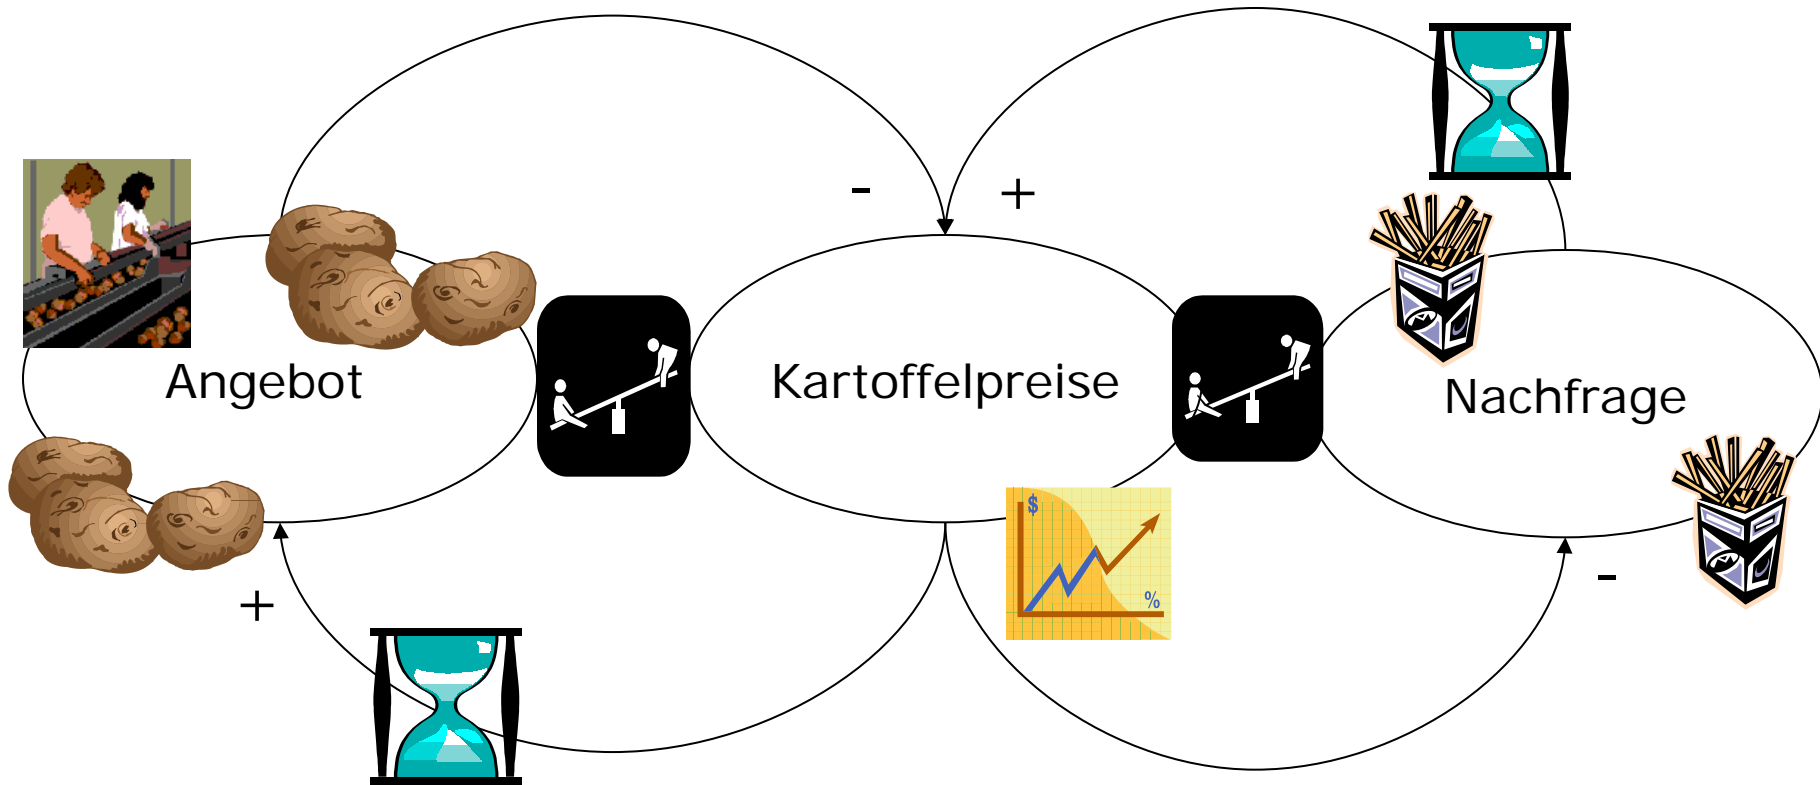 - +
Angebot
Kartoffelpreise
Nachfrage
$
%
+
-